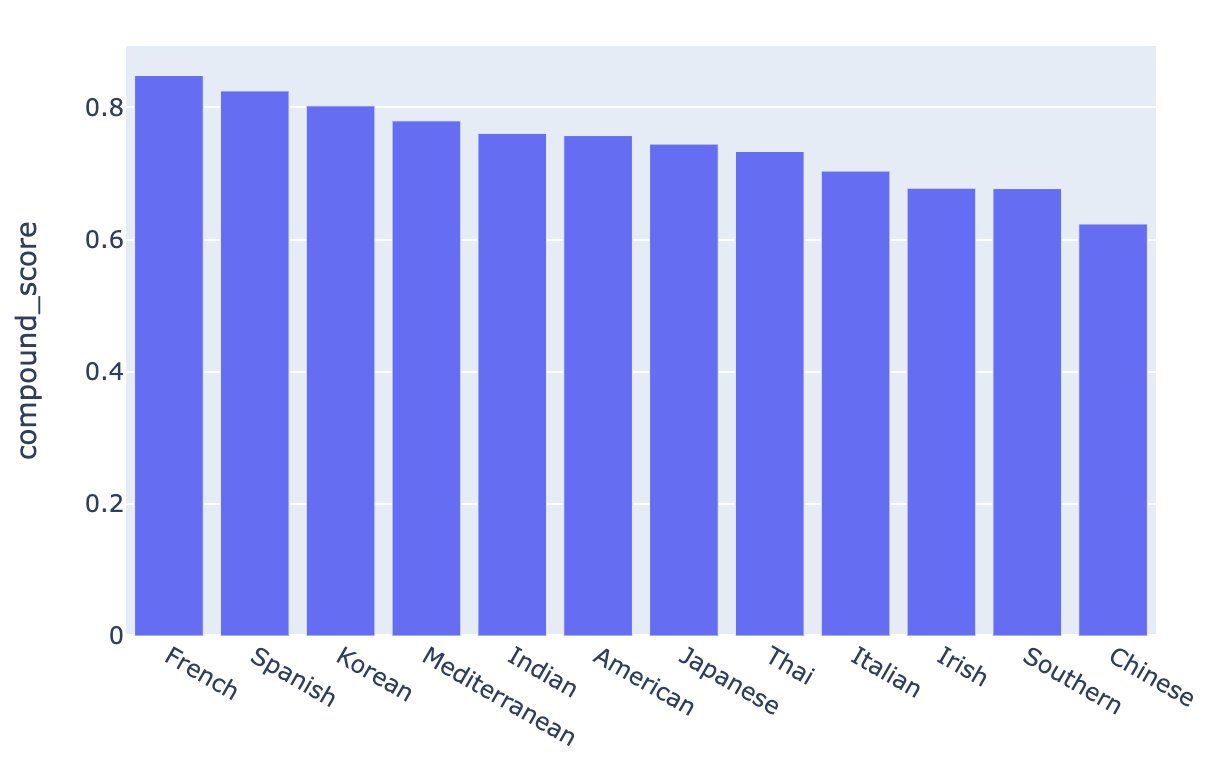 compound_score
0.8
0.6
0.4
0.2
0
French
Spanish
Korean
Mediterranean
Indian
American
Japanese
Thai
Italian
Irish
Southern
Chinese